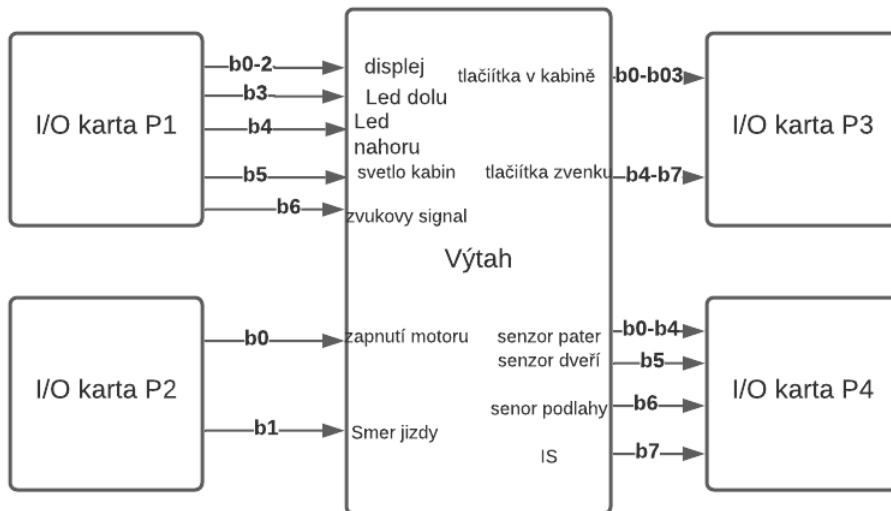 I/O karta P1
b0-2
b3
b4
b5
b6
displej
Led dolu
Led
nahoru
svetlo kabin
zvukovy signal
tlačiítka v kabině
tlačiítka zvenku
b0-b03
b4-b7
I/O karta P3
Výtah
I/O karta P2
b0
b1
zapnutí motoru
Smer jizdy
senzor pater
senzor dveří
senor podlahy
IS
b0-b4
b5
b6
b7
I/O karta P4